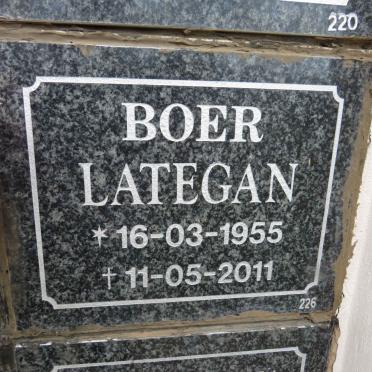 220
BOER
LATEGAN
* 16-03-1955
† 11-05-2011
226